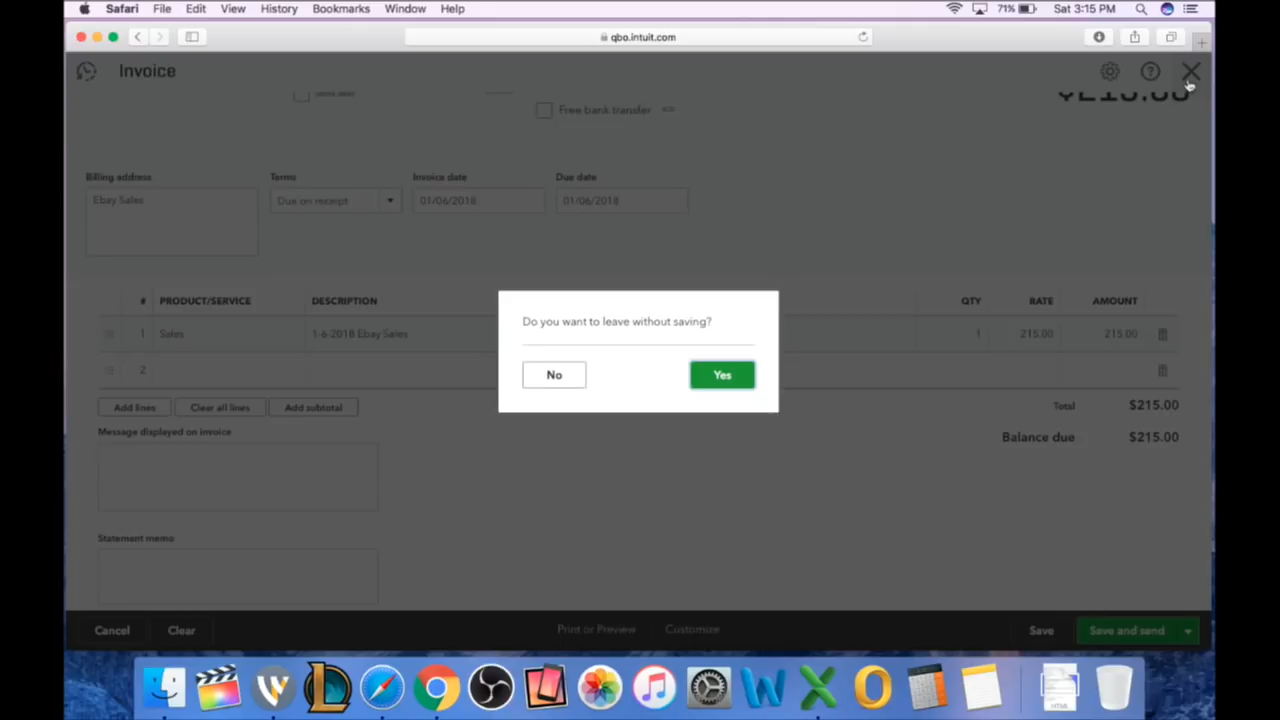 Safari File Edit View History Bookmarks Window Help 71% Sat 3:15 PM
qbo.intuit.com
Invoice
Free bank transfer
Billing address Terms Invoice date Due date
Ebay Sales Due on receipt 01/06/2018 01/06/2018
# PRODUCT/SERVICE DESCRIPTION QTY RATE AMOUNT
Do you want to leave without saving?
1 Sales 1-6-2018 Ebay Sales 1 215.00 215.00
2
No Yes
Add lines Clear all lines Add subtotal Total $215.00
Message displayed on invoice Balance due $215.00
Statement memo
Cancel Clear Print or Preview Customize Save Save and send
HTML